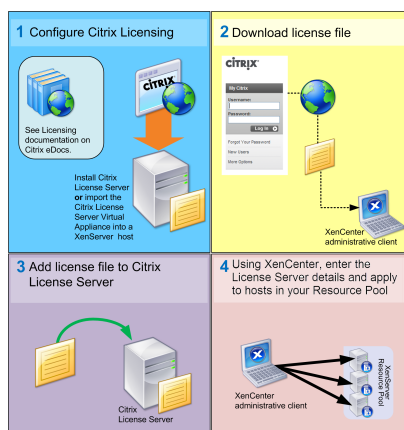 1 Configure Citrix Licensing
CITRIX
See Licensing
documentation on
Citrix eDocs.
Install Citrix
License Server
or import the
Citrix License
Server Virtual
Appliance into a
XenServer host
2 Download license file
CITRIX
My Citrix
Username:
Password:
Log In
Forgot Your Password
New Users
More Options
XenCenter
administrative client
3 Add license file to Citrix
License Server
Citrix
License Server
4 Using XenCenter, enter the
License Server details and apply
to hosts in your Resource Pool
XenCenter
administrative client
XenServer
Resource Pool